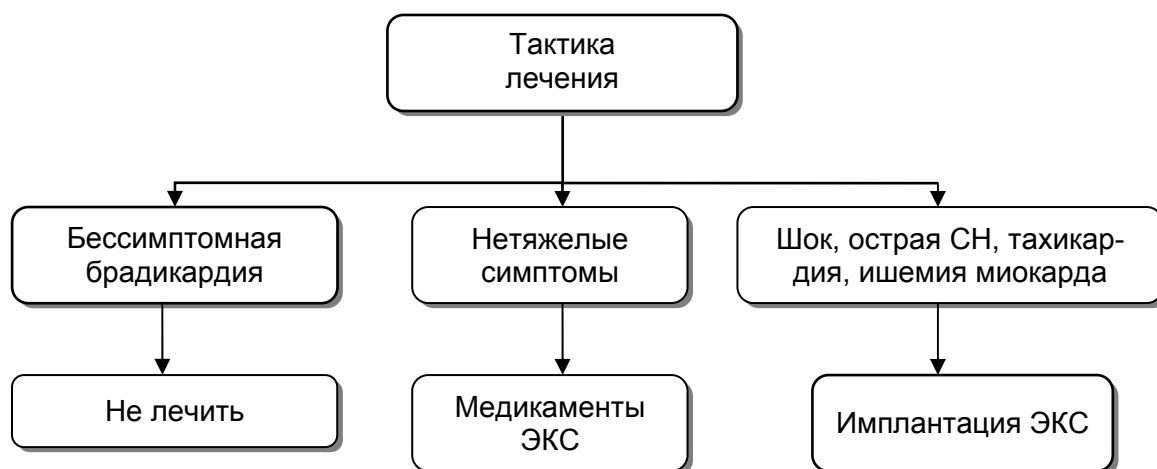 Тактика
лечения
Бессимптомная
брадикардия
Нетяжелые
симптомы
Шок, острая СН, тахикар-
дия, ишемия миокарда
Не лечить
Медикаменты
ЭКС
Имплантация ЭКС